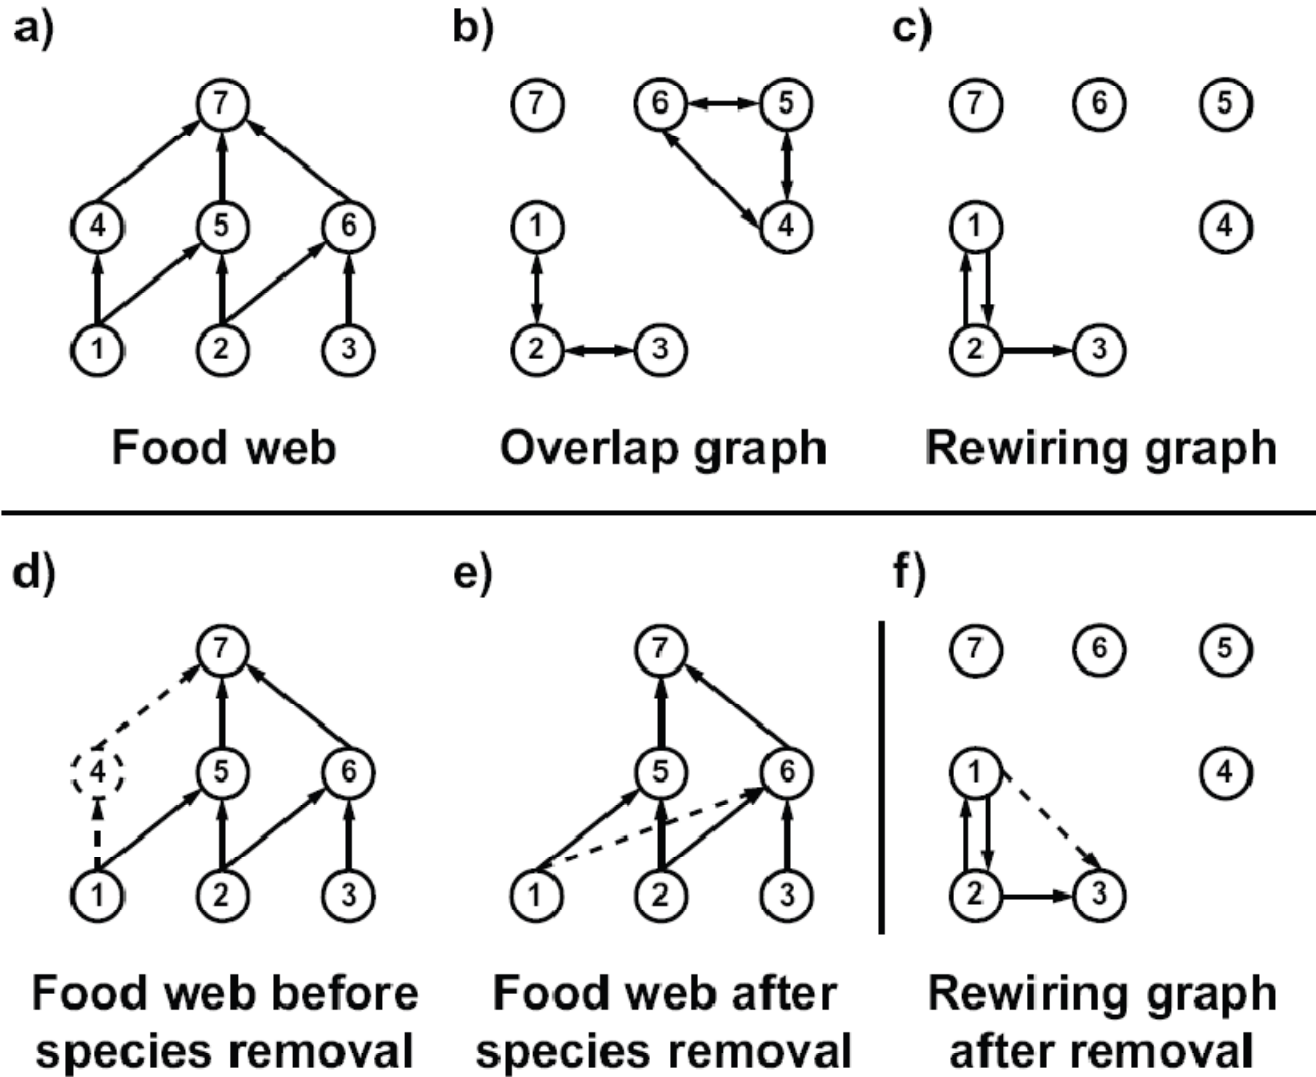 a)
b)
c)
7
4 5 6
1 2 3
7 6 5
1 4
2 3
7 6 5
1 4
2 3
Food web
Overlap graph
Rewiring graph
d)
e)
f)
7
4 5 6
1 2 3
7
5 6
1 2 3
7 6 5
1 4
2 3
Food web before
species removal
Food web after
species removal
Rewiring graph
after removal